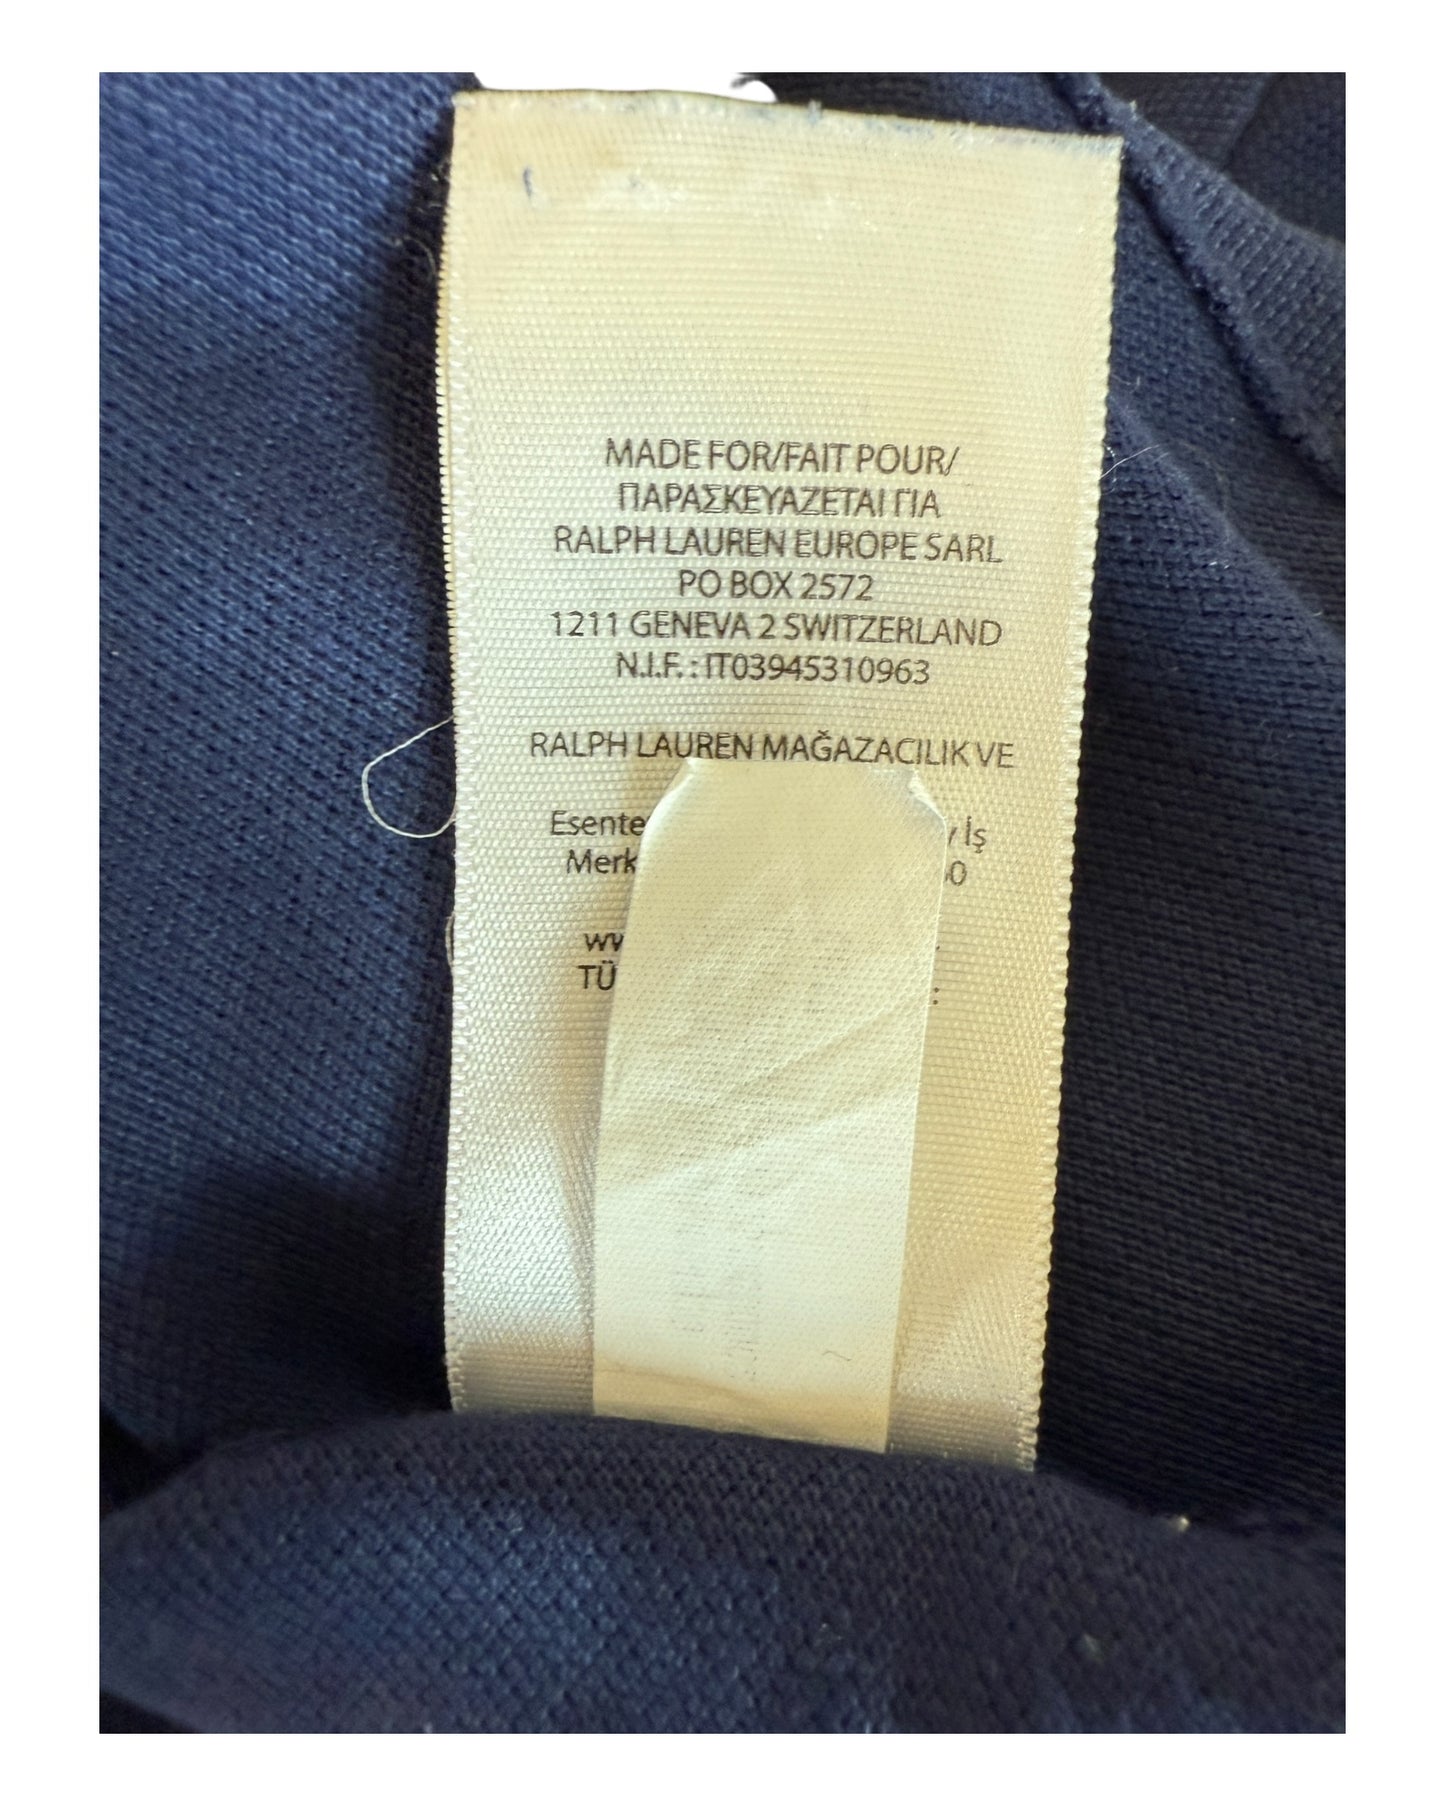 MADE FOR/FAIT POUR/
ΠΑΡΑΣΚΕΥΑΖΕΤΑΙ ΓΙΑ
RALPH LAUREN EUROPE SARL
PO BOX 2572
1211 GENEVA 2 SWITZERLAND
N.I.F. : IT03945310963
RALPH LAUREN MAĞAZACILIK VE
İş